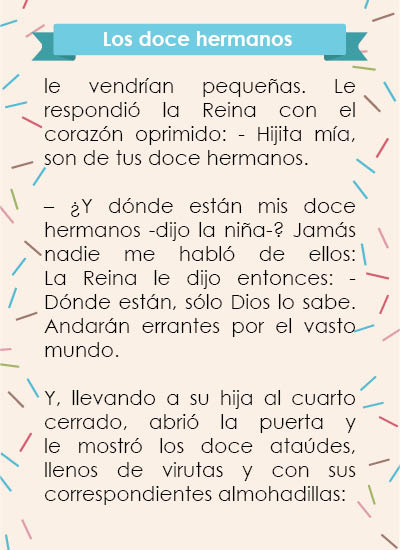 Los doce hermanos
le vendrían pequeñas. Le
respondió la Reina con el
corazón oprimido: - Hijita mía,
son de tus doce hermanos.
– ¿Y dónde están mis doce
hermanos -dijo la niña-? Jamás
nadie me habló de ellos:
La Reina le dijo entonces: -
Dónde están, sólo Dios lo sabe.
Andarán errantes por el vasto
mundo.
Y, llevando a su hija al cuarto
cerrado, abrió la puerta y
le mostró los doce ataúdes,
llenos de virutas y con sus
correspondientes almohadillas: